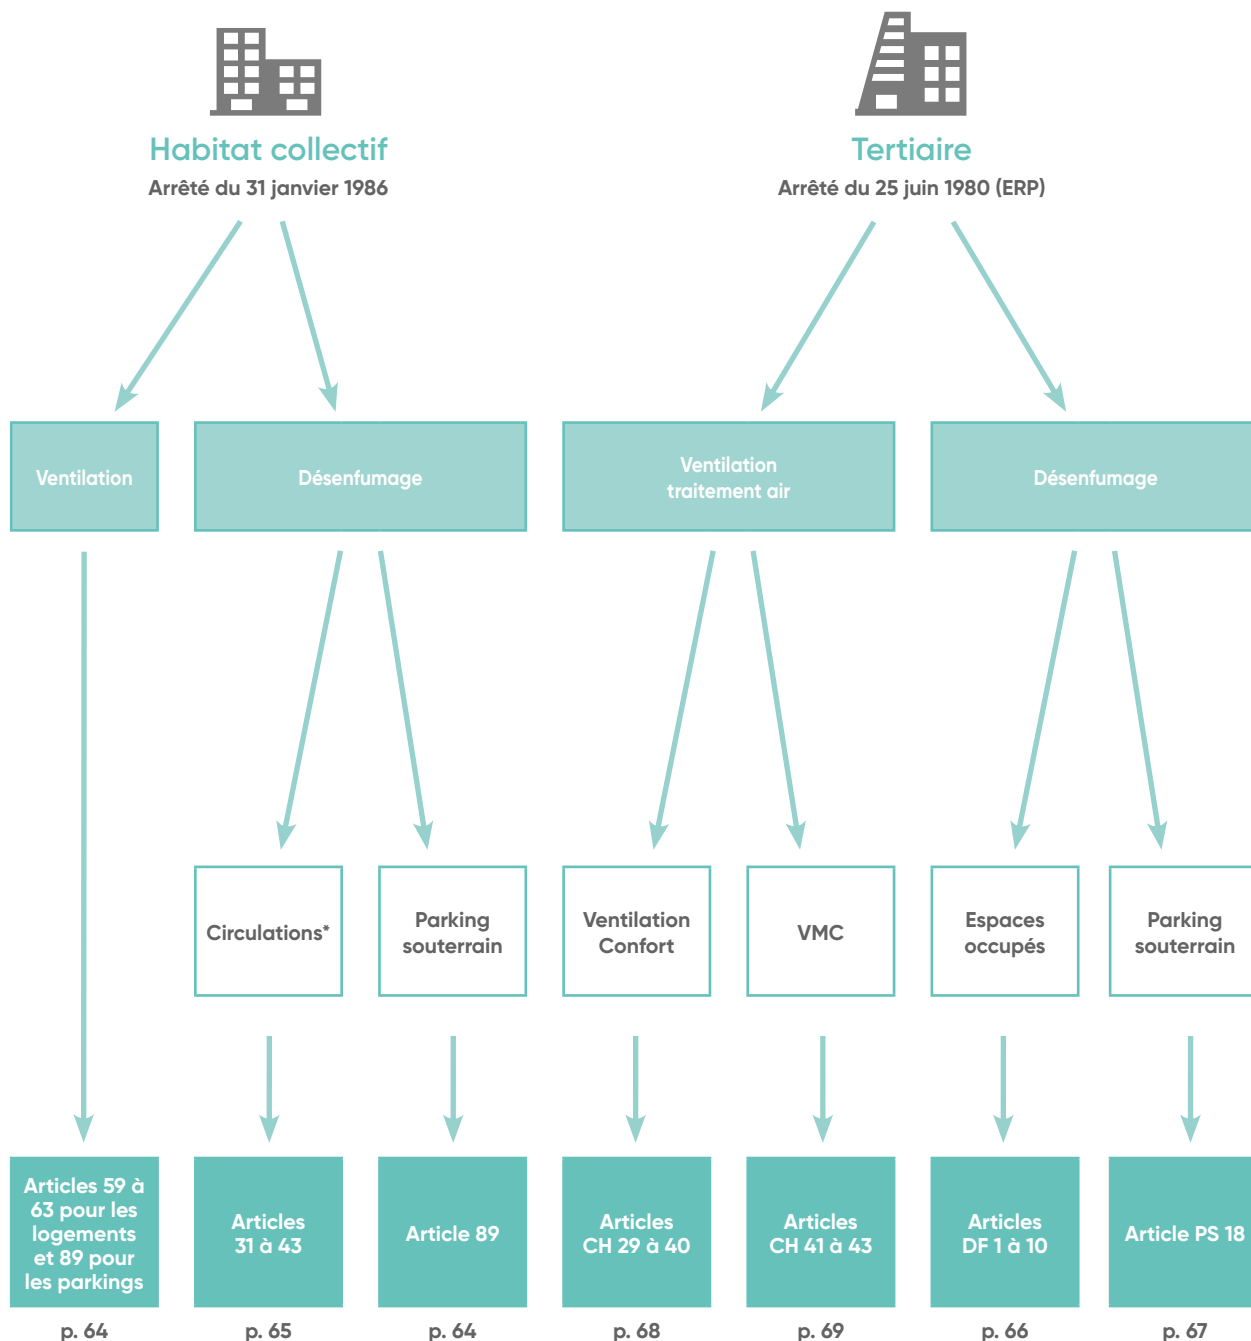 Habitat collectif
Arrêté du 31 janvier 1986
Tertiaire
Arrêté du 25 juin 1980 (ERP)
Ventilation
Désenfumage
Ventilation
traitement air
Désenfumage
Circulations*
Parking
souterrain
Ventilation
Confort
VMC
Espaces
occupés
Parking
souterrain
Articles 59 à
63 pour les
logements
et 89 pour
les parkings
Articles
31 à 43
Article 89
Articles
CH 29 à 40
Articles
CH 41 à 43
Articles
DF 1 à 10
Article PS 18
p. 64
p. 65
p. 64
p. 68
p. 69
p. 66
p. 67